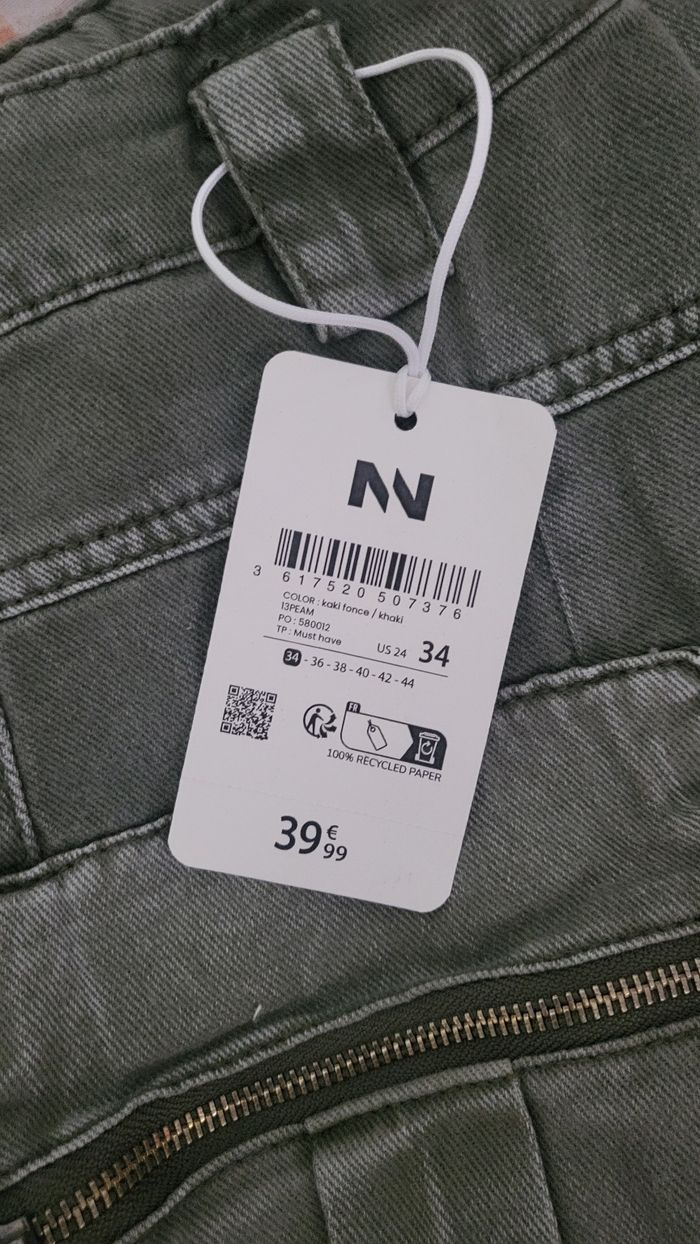 3 617520 507376
COLOR : kaki fonce / khaki
13PEAM
PO : 580012
TP : Must have
US 24 34
34 - 36 - 38 - 40 - 42 - 44
FR
100% RECYCLED PAPER
39€99